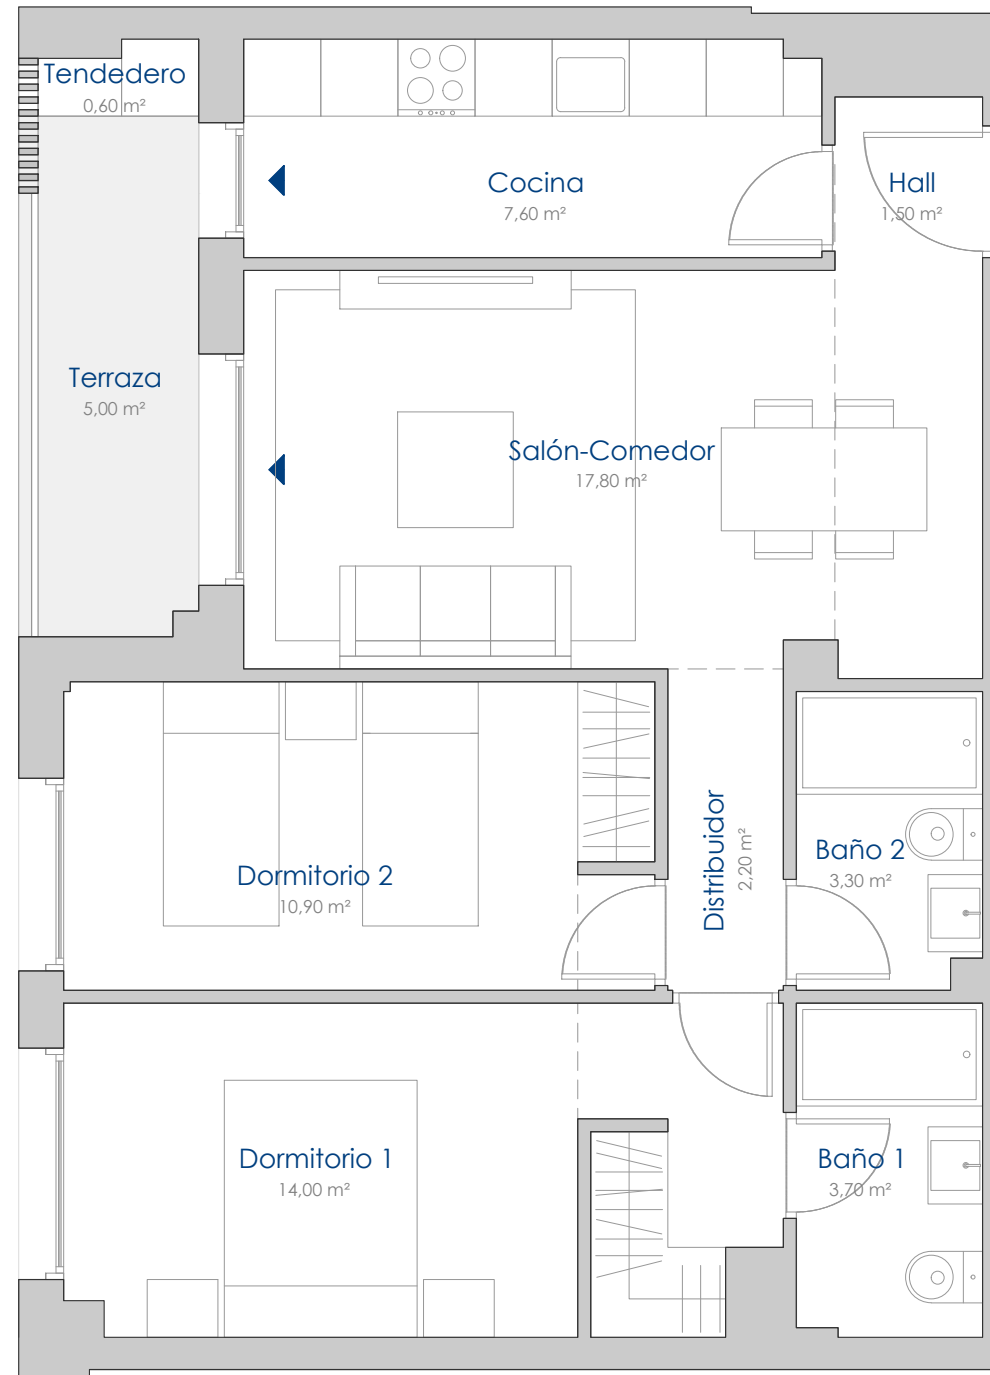 Tendedero
0,60 m²
Cocina
7,60 m²
Hall
1,50 m²
Terraza
5,00 m²
Salón-Comedor
17,80 m²
Dormitorio 2
10,90 m²
Distribuidor
2,20 m²
Baño 2
3,30 m²
Dormitorio 1
14,00 m²
Baño 1
3,70 m²